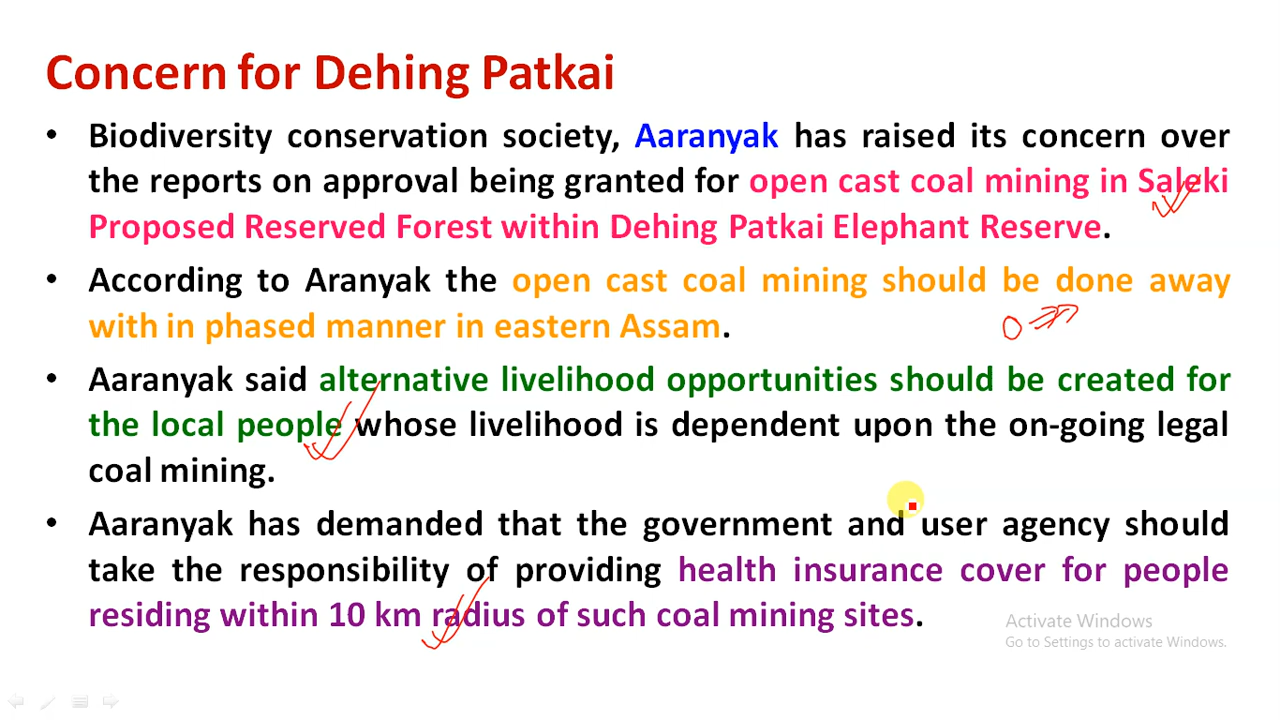 Concern for Dehing Patkai
• Biodiversity conservation society, Aaranyak has raised its concern over
the reports on approval being granted for open cast coal mining in Saleki
Proposed Reserved Forest within Dehing Patkai Elephant Reserve.
• According to Aranyak the open cast coal mining should be done away
with in phased manner in eastern Assam.
• Aaranyak said alternative livelihood opportunities should be created for
the local people whose livelihood is dependent upon the on-going legal
coal mining.
• Aaranyak has demanded that the government and user agency should
take the responsibility of providing health insurance cover for people
residing within 10 km radius of such coal mining sites.
Activate Windows
Go to Settings to activate Windows.